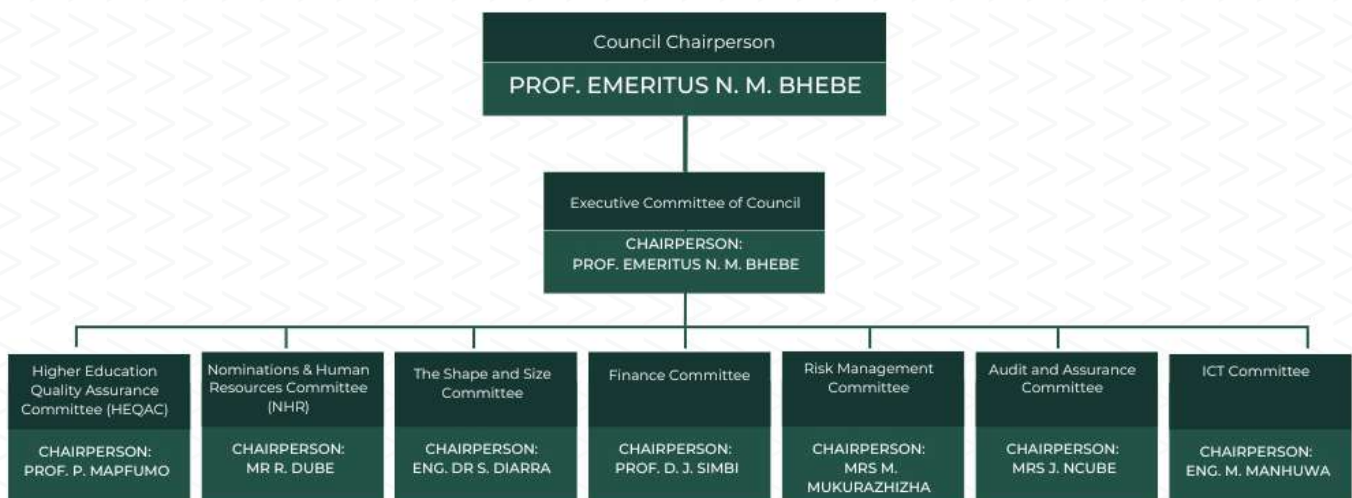 Council Chairperson
PROF. EMERITUS N. M. BHEBE
Executive Committee of Council
CHAIRPERSON:
PROF. EMERITUS N. M. BHEBE
Higher Education
Quality Assurance
Committee (HEQAC)
CHAIRPERSON:
PROF. P. MAPFUMO
Nominations & Human
Resources Committee
(NHR)
CHAIRPERSON:
MR R. DUBE
The Shape and Size
Committee
CHAIRPERSON:
ENG. DR S. DIARRA
Finance Committee
CHAIRPERSON:
PROF. D. J. SIMBI
Risk Management
Committee
CHAIRPERSON:
MRS M.
MUKURAZHIZHA
Audit and Assurance
Committee
CHAIRPERSON:
MRS J. NCUBE
ICT Committee
CHAIRPERSON:
ENG. M. MANHUWA